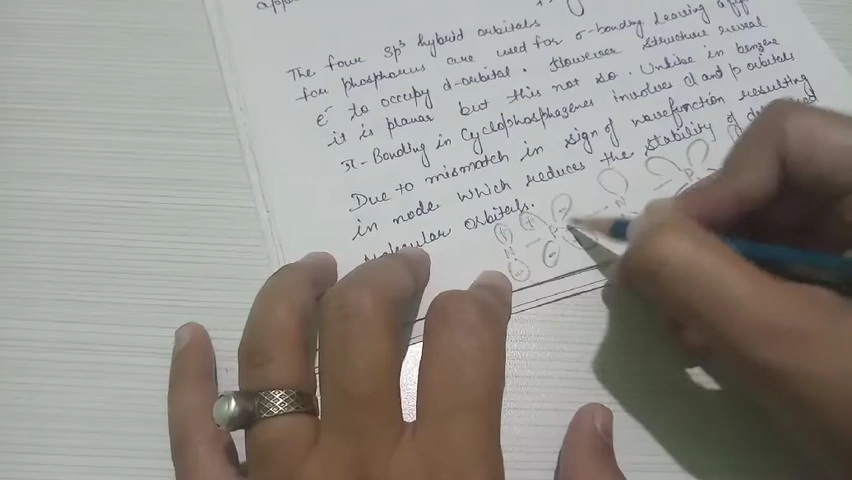 The four sp³ hybrid orbitals
for phosphorus are used for σ-bonding leaving a
e⁻ to occupy d-orbital. However structure reveal
it is planar but this not so. Unlike in benzene
π-Bonding in Cyclophosphagenes involves d and p orbitals
Due to mismatch in sign of wavefunction resulting
in node which reduces the stability of
molecular orbitals.
+ - P N
N P
- -